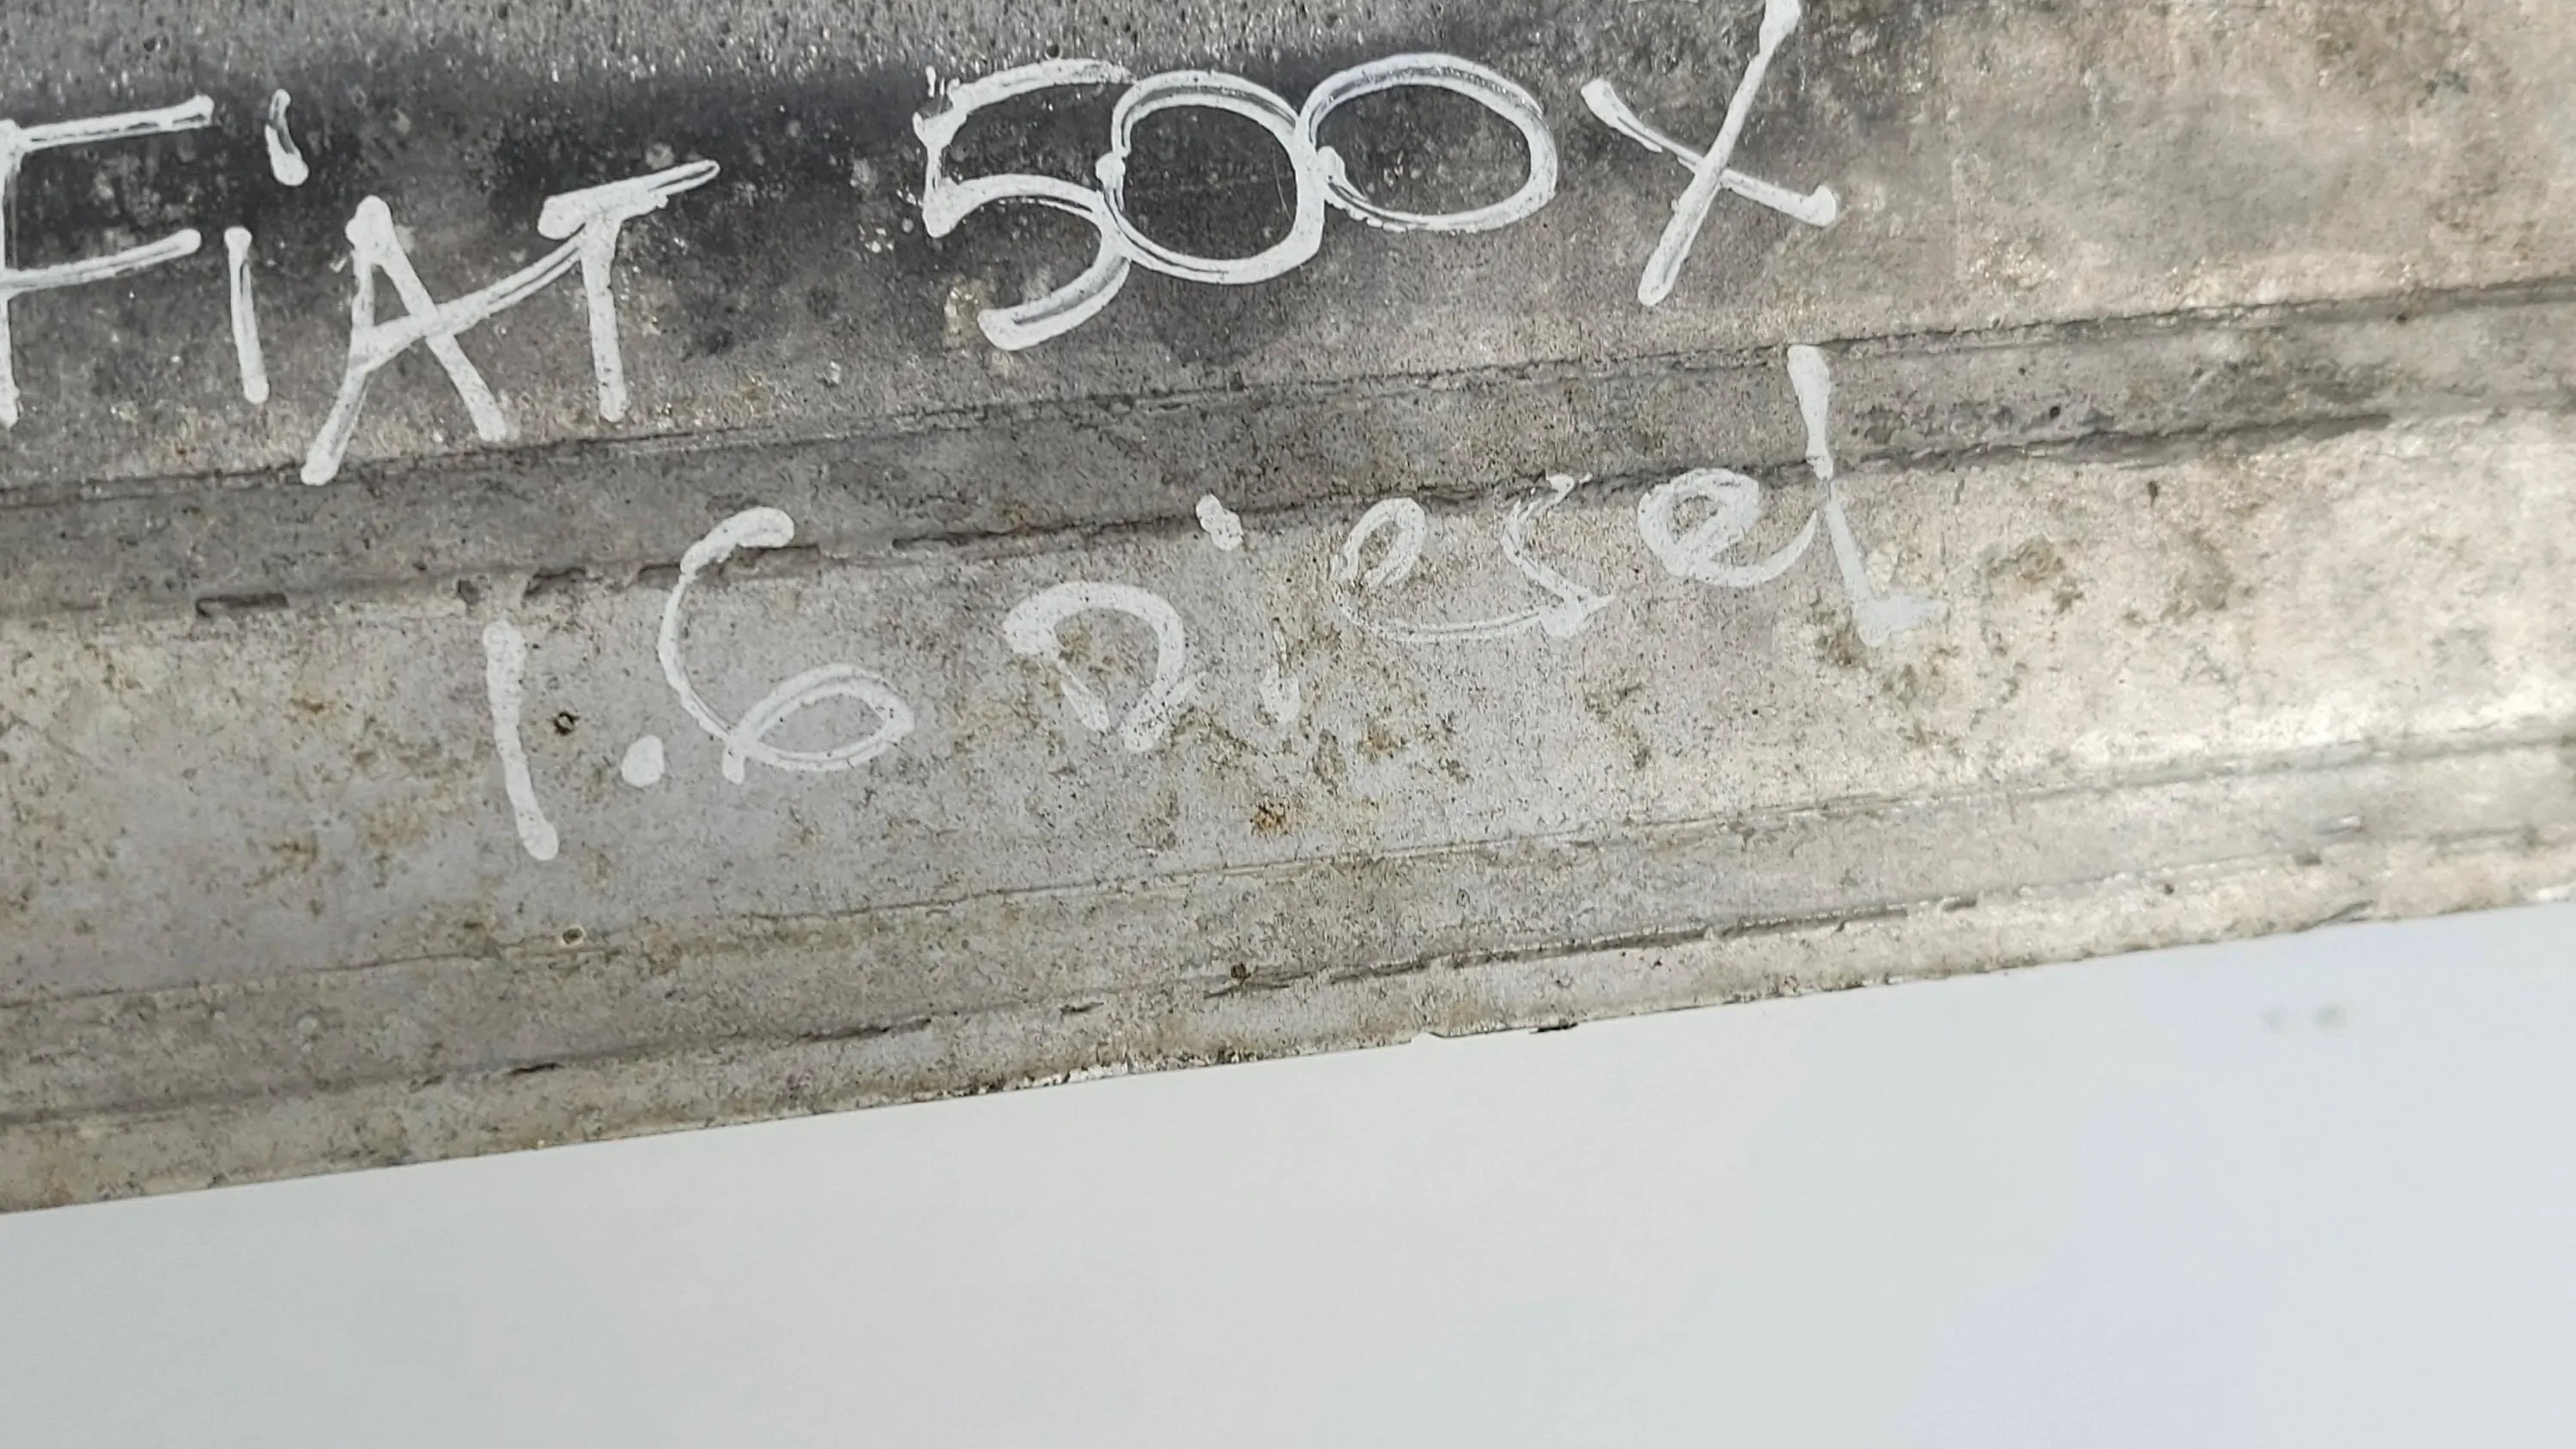 FiAT 500X
1.6 Diesel